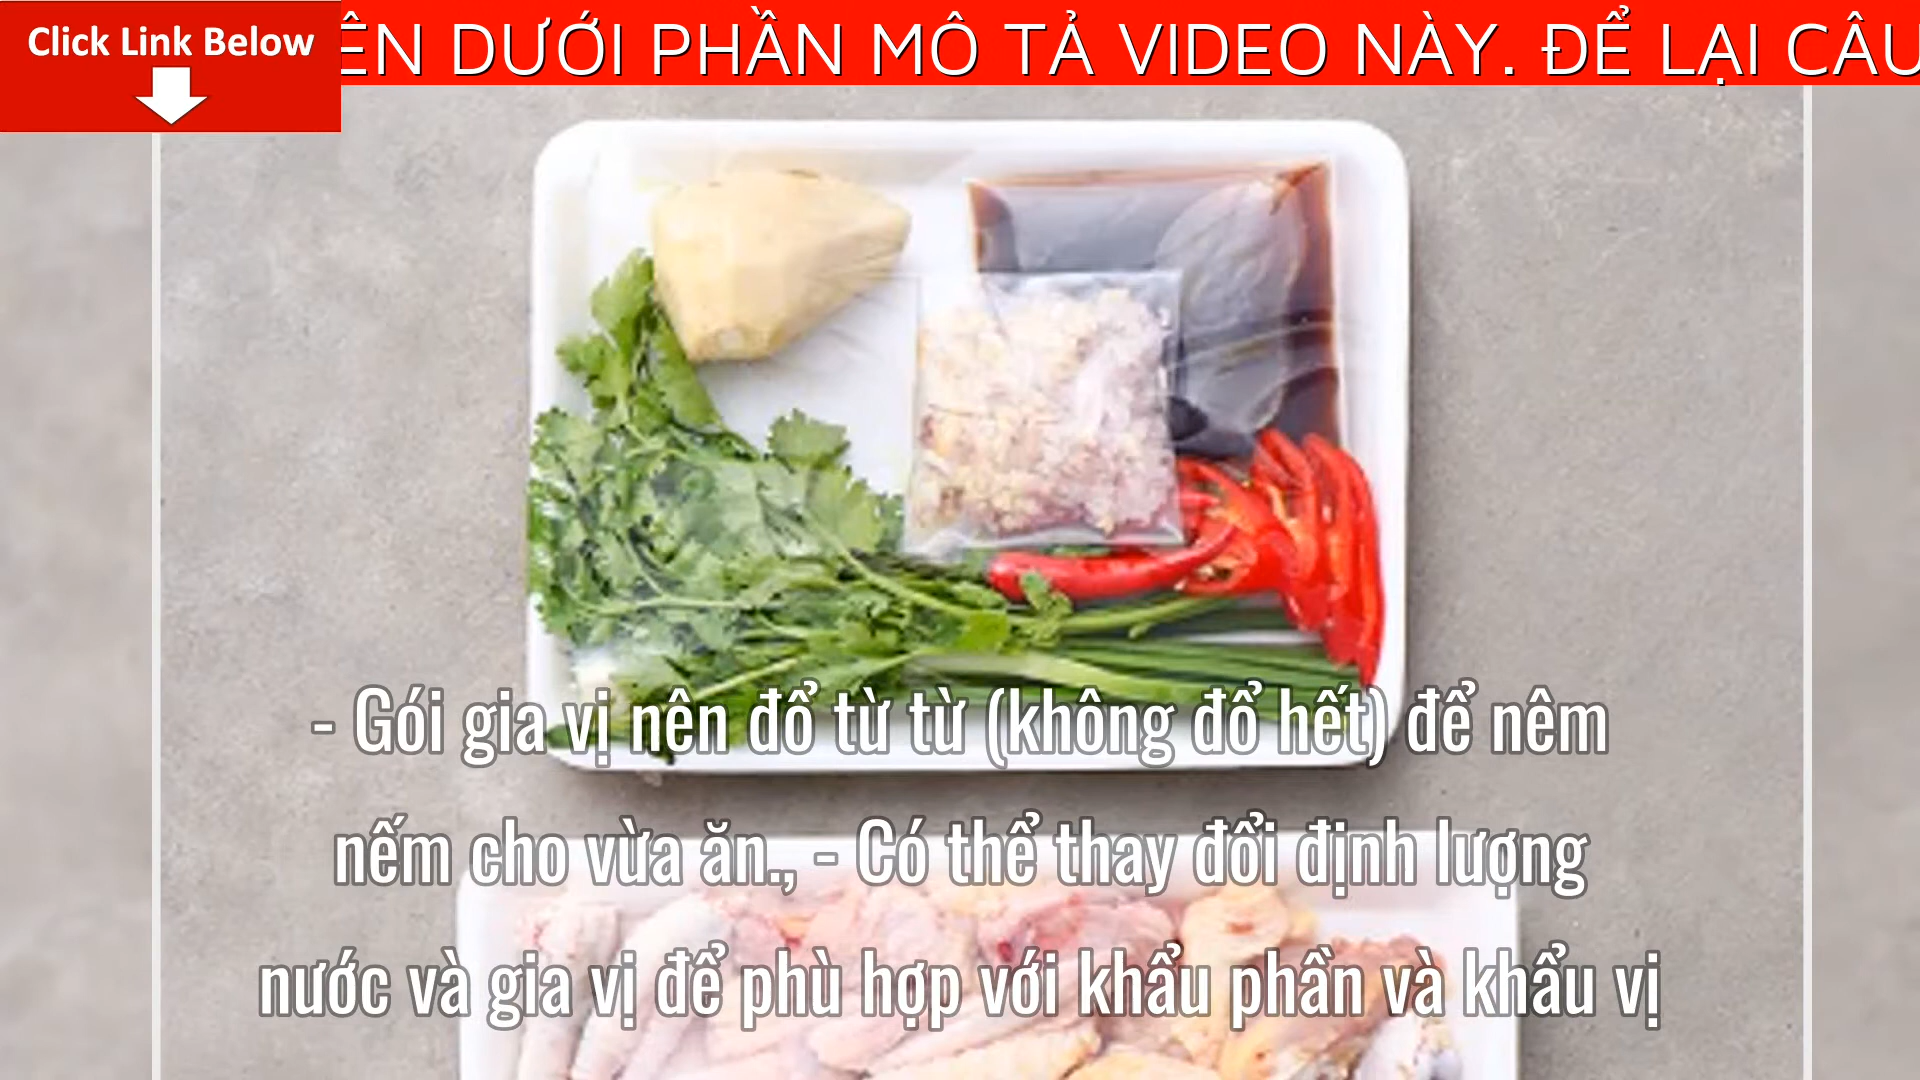 Click Link Below
ÊN DƯỚI PHẦN MÔ TẢ VIDEO NÀY. ĐỂ LẠI CÂU
- Gói gia vị nên đổ từ từ (không đổ hết) để nêm
nếm cho vừa ăn., - Có thể thay đổi định lượng
nước và gia vị để phù hợp với khẩu phần và khẩu vị